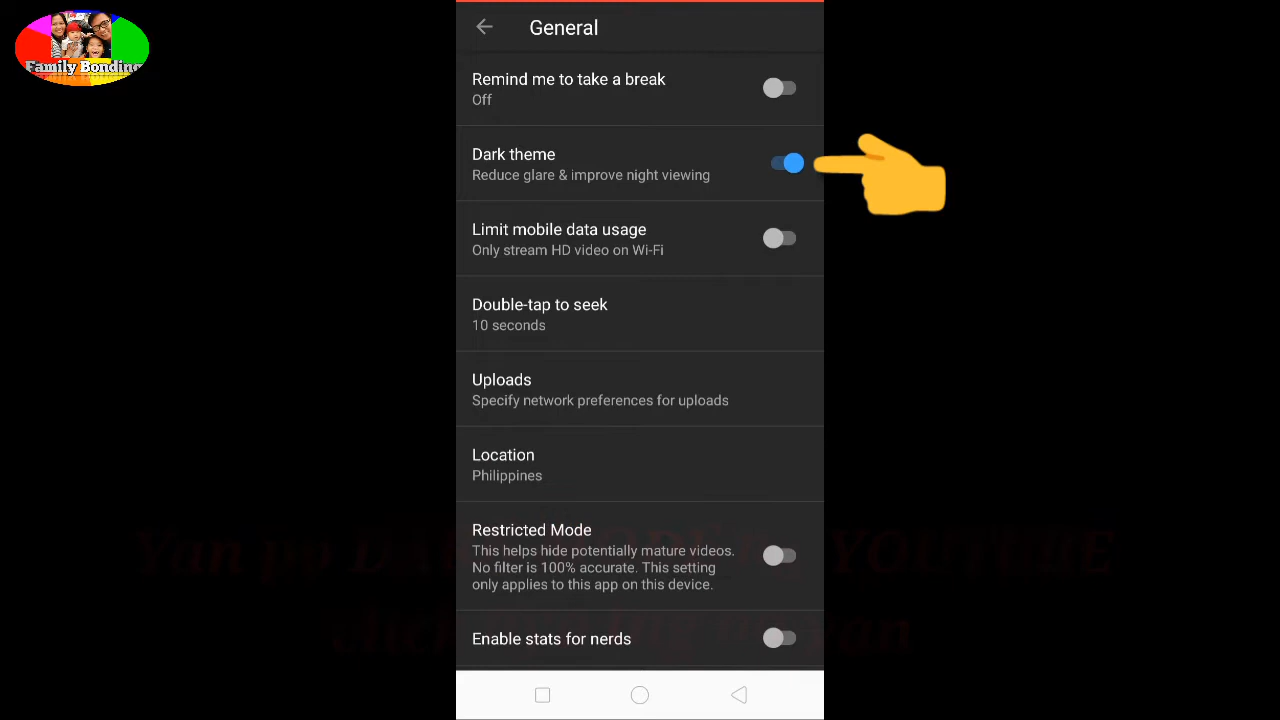 Family Bonding
General
Remind me to take a break
Off
Dark theme
Reduce glare & improve night viewing
Limit mobile data usage
Only stream HD video on Wi-Fi
Double-tap to seek
10 seconds
Uploads
Specify network preferences for uploads
Location
Philippines
Restricted Mode
This helps hide potentially mature videos.
No filter is 100% accurate. This setting
only applies to this app on this device.
Yan po YOUTUBE
Enable stats for nerds